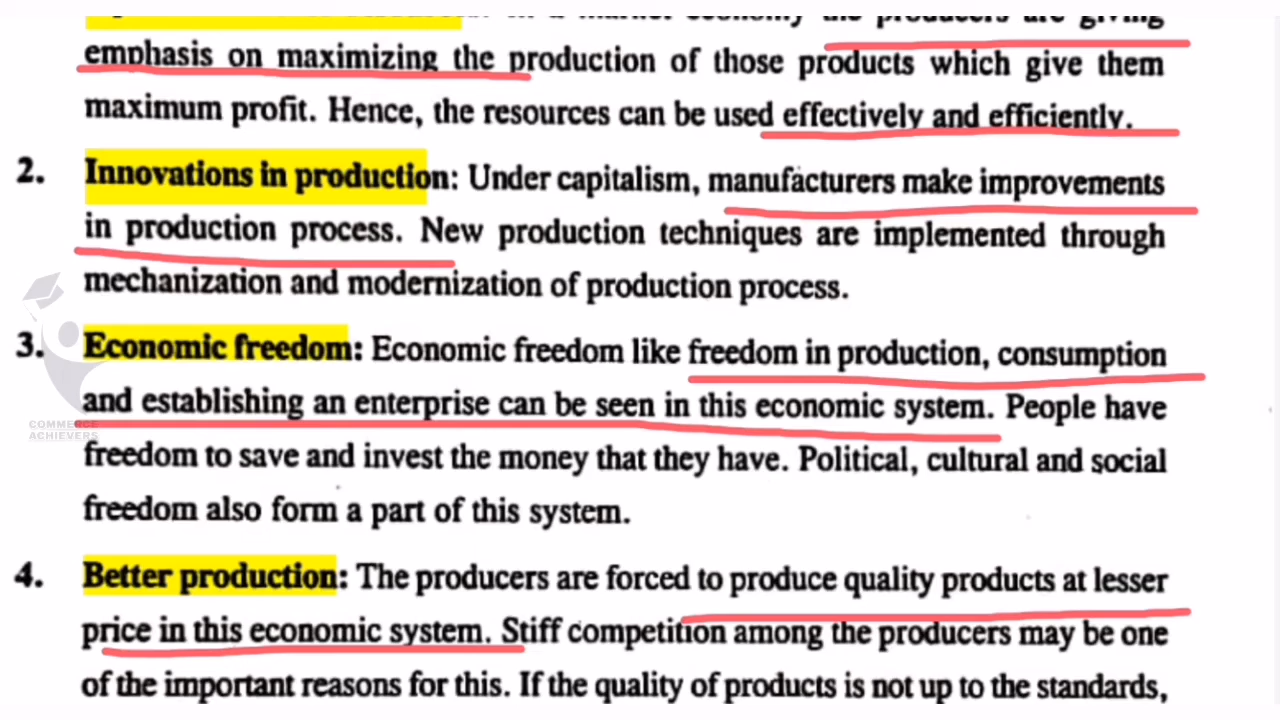 economy the producers are giving
emphasis on maximizing the production of those products which give them
maximum profit. Hence, the resources can be used effectively and efficiently.
2. Innovations in production: Under capitalism, manufacturers make improvements
in production process. New production techniques are implemented through
mechanization and modernization of production process.
3. Economic freedom: Economic freedom like freedom in production, consumption
and establishing an enterprise can be seen in this economic system. People have
COMMERCE
ACHIEVERS
freedom to save and invest the money that they have. Political, cultural and social
freedom also form a part of this system.
4. Better production: The producers are forced to produce quality products at lesser
price in this economic system. Stiff competition among the producers may be one
of the important reasons for this. If the quality of products is not up to the standards,